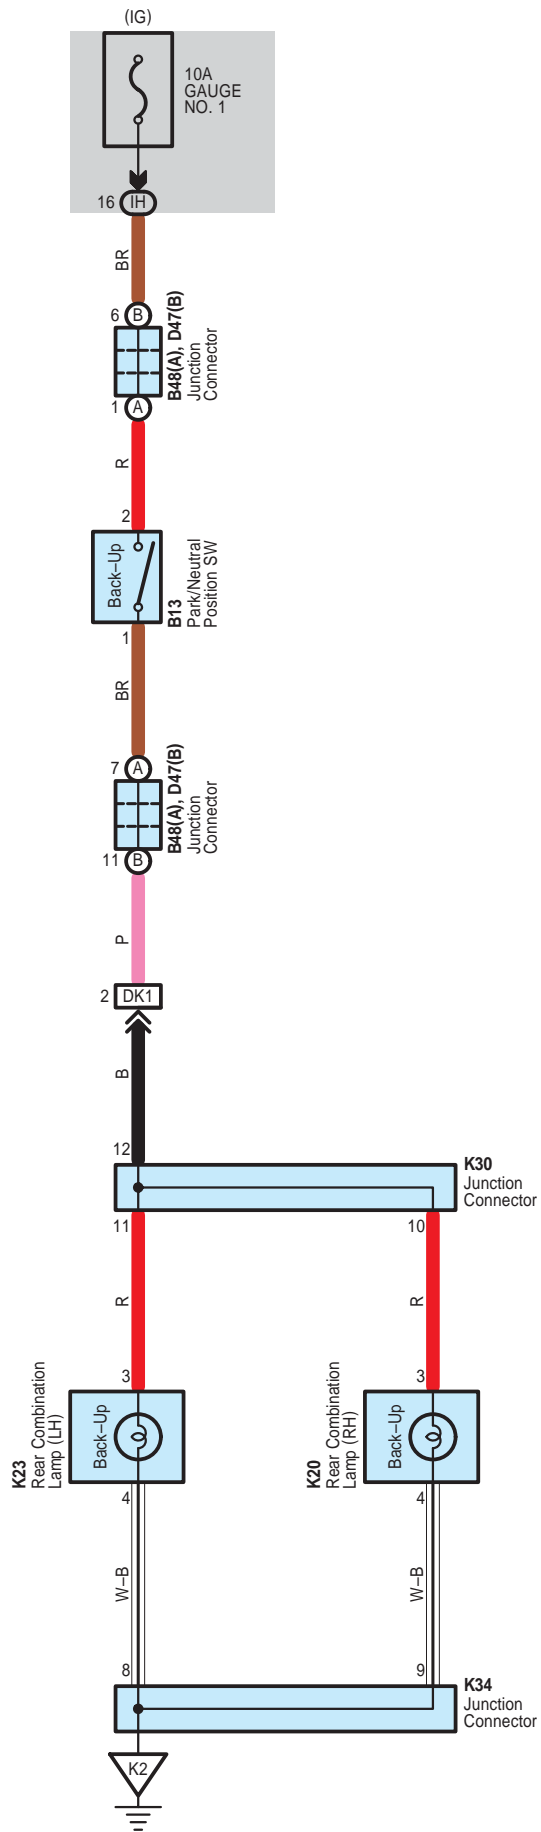 (IG)
10A
GAUGE
NO. 1
16 IH
BR
6 B
B48(A), D47(B)
Junction
Connector
1 A
R
2
Back–Up
B13
Park/Neutral
Position SW
1
BR
7 A
B48(A), D47(B)
Junction
Connector
11 B
P
2 DK1
B
12
K30
Junction
Connector
11
10
R
R
3
3
K23
Rear Combination
Lamp (LH)
Back–Up
K20
Rear Combination
Lamp (RH)
Back–Up
4
4
W–B
W–B
8
9
K34
Junction
Connector
K2